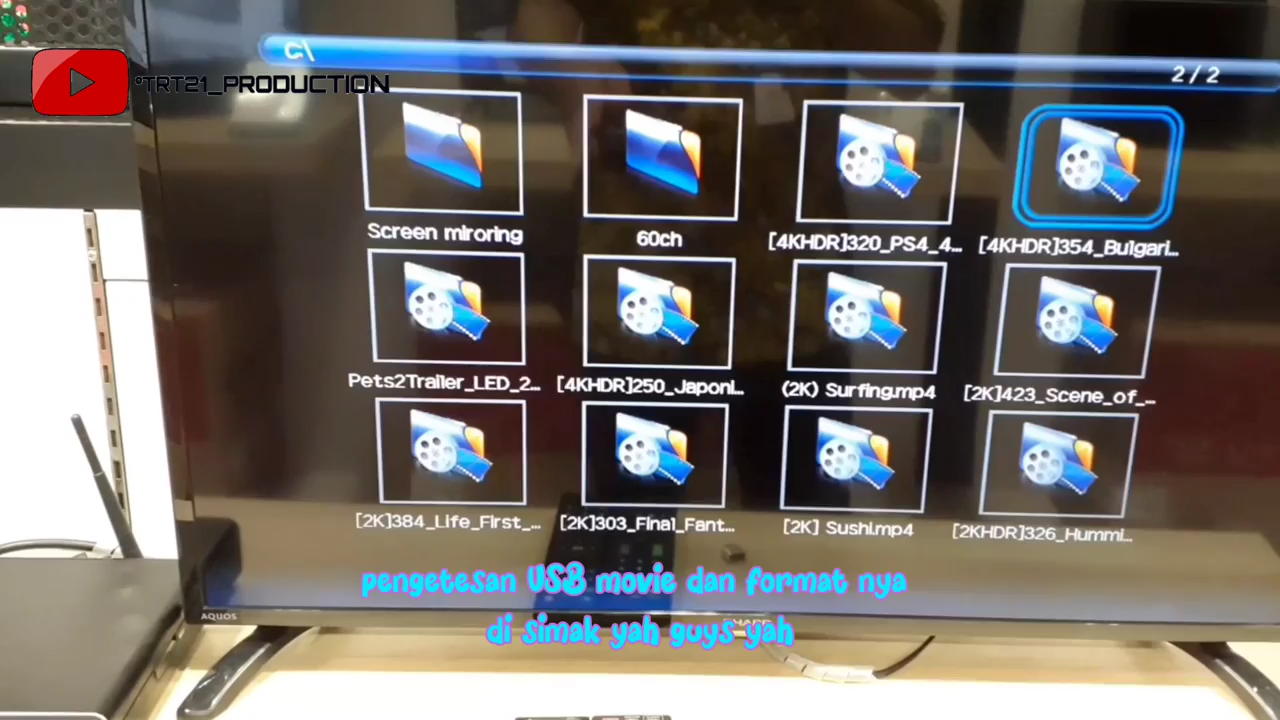 C:\
2 / 2
°TRT21_PRODUCTION
Screen miroring
60ch
[4KHDR]320_PS4_4...
[4KHDR]354_Bulgari...
Pets2Trailer_LED_2...
[4KHDR]250_Japoni...
(2K) Surfing.mp4
[2K]423_Scene_of_...
[2K]384_Life_First_...
[2K]303_Final_Fant...
[2K] Sushi.mp4
[2KHDR]326_Hummi...
pengetesan USB movie dan format nya
di simak yah guys yah
AQUOS
SHARP